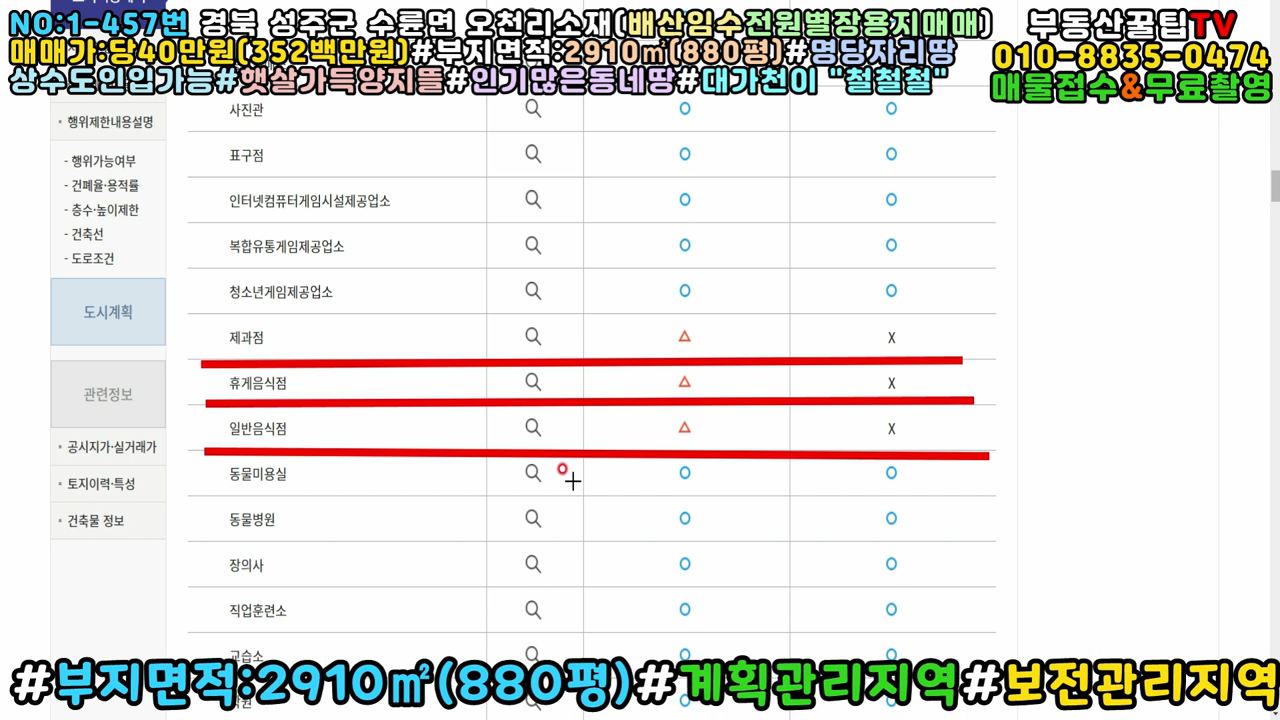 NO:1-457번 경북 성주군 수륜면 오천리소재(배산임수전원별장용지매매)
매매가:당40만원(352백만원)#부지면적:2910㎡(880평)#명당자리땅
상수도인입가능#햇살가득양지뜰#인기많은동네땅#대가천이 "철철철"
부동산꿀팁TV
010-8835-0474
매물접수&무료촬영
행위제한내용설명
- 행위가능여부
- 건폐율·용적률
- 층수·높이제한
- 건축선
- 도로조건
도시계획
관련정보
공시지가·실거래가
토지이력·특성
건축물 정보
사진관 O O
표구점 O O
인터넷컴퓨터게임시설제공업소 O O
복합유통게임제공업소 O O
청소년게임제공업소 O O
제과점 △ X
휴게음식점 △ X
일반음식점 △ X
동물미용실 O O
동물병원 O O
장의사 O O
직업훈련소 O O
교습소 O O
#부지면적:2910㎡(880평)#계획관리지역#보전관리지역